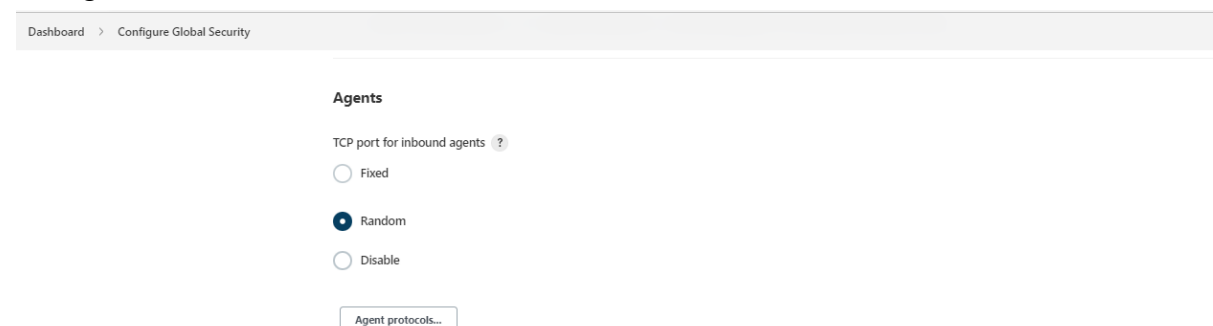 Dashboard > Configure Global Security
Agents
TCP port for inbound agents ?
Fixed
Random
Disable
Agent protocols...